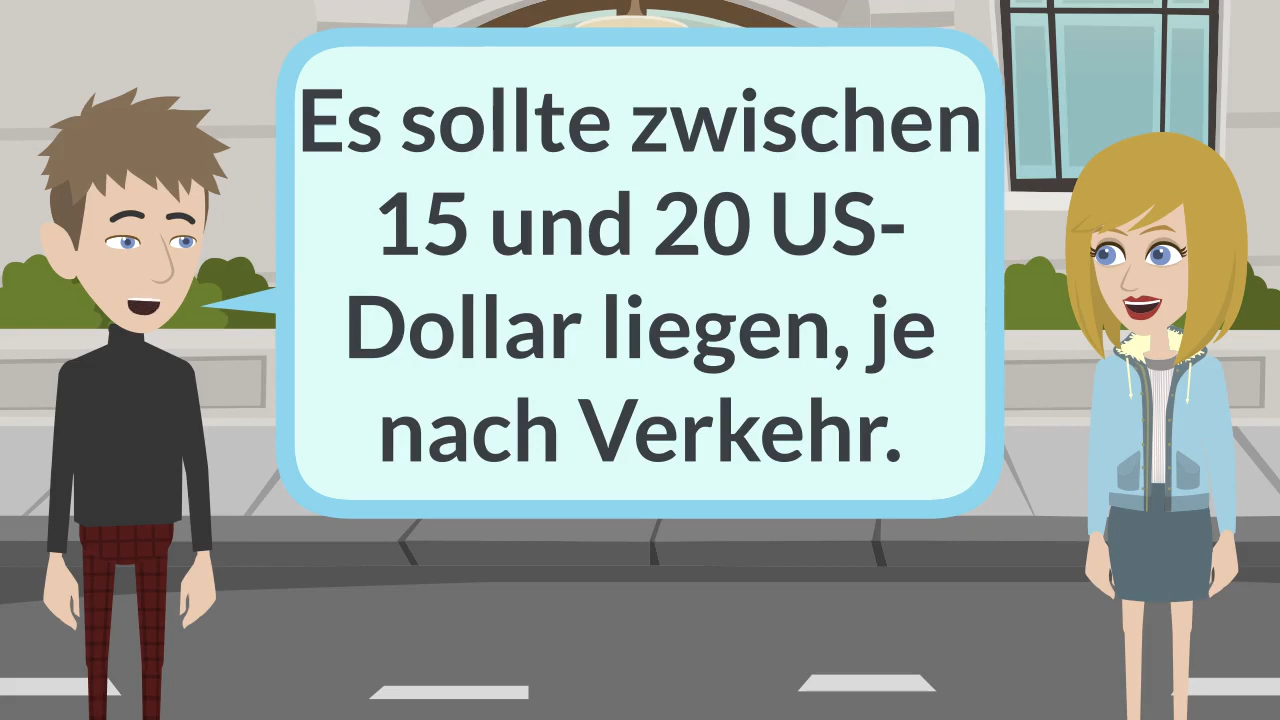 Es sollte zwischen
15 und 20 US-
Dollar liegen, je
nach Verkehr.